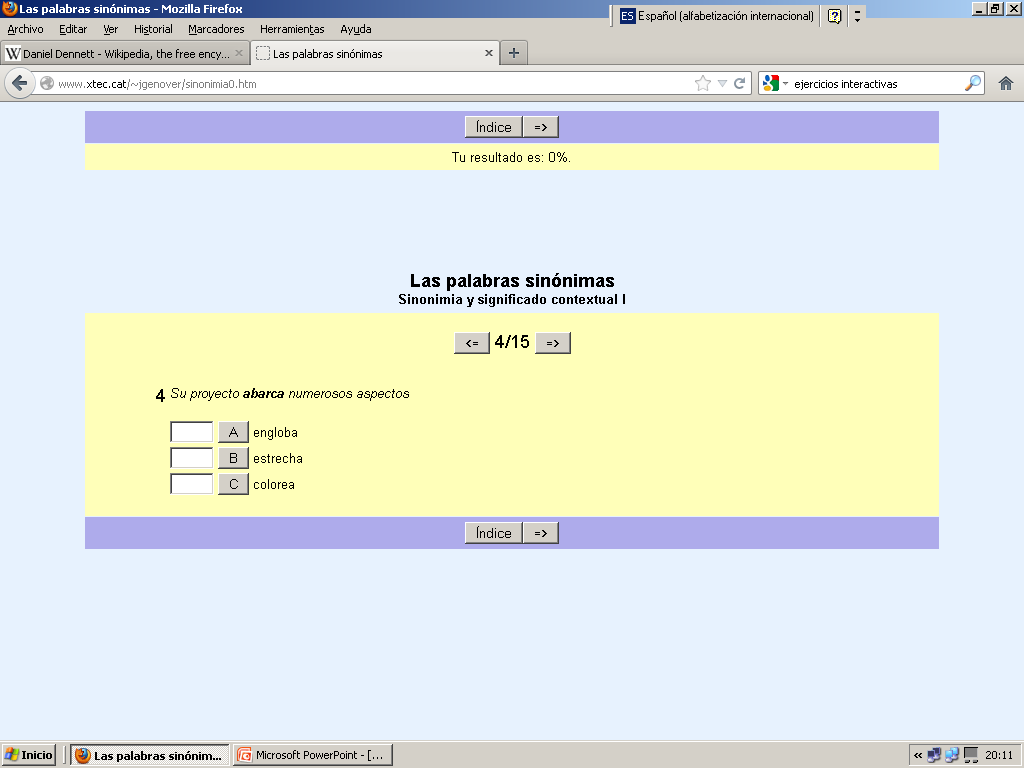 Las palabras sinónimas - Mozilla Firefox
ES Español (alfabetización internacional)
Archivo Editar Ver Historial Marcadores Herramientas Ayuda
W Daniel Dennett - Wikipedia, the free ency... Las palabras sinónimas
www.xtec.cat/~jgenover/sinonimia0.htm ejercicios interactivas
Índice =>
Tu resultado es: 0%.
Las palabras sinónimas
Sinonimia y significado contextual I
<= 4/15 =>
4 Su proyecto abarca numerosos aspectos
A engloba
B estrecha
C colorea
Índice =>
Inicio Las palabras sinónim... Microsoft PowerPoint - [... « 20:11